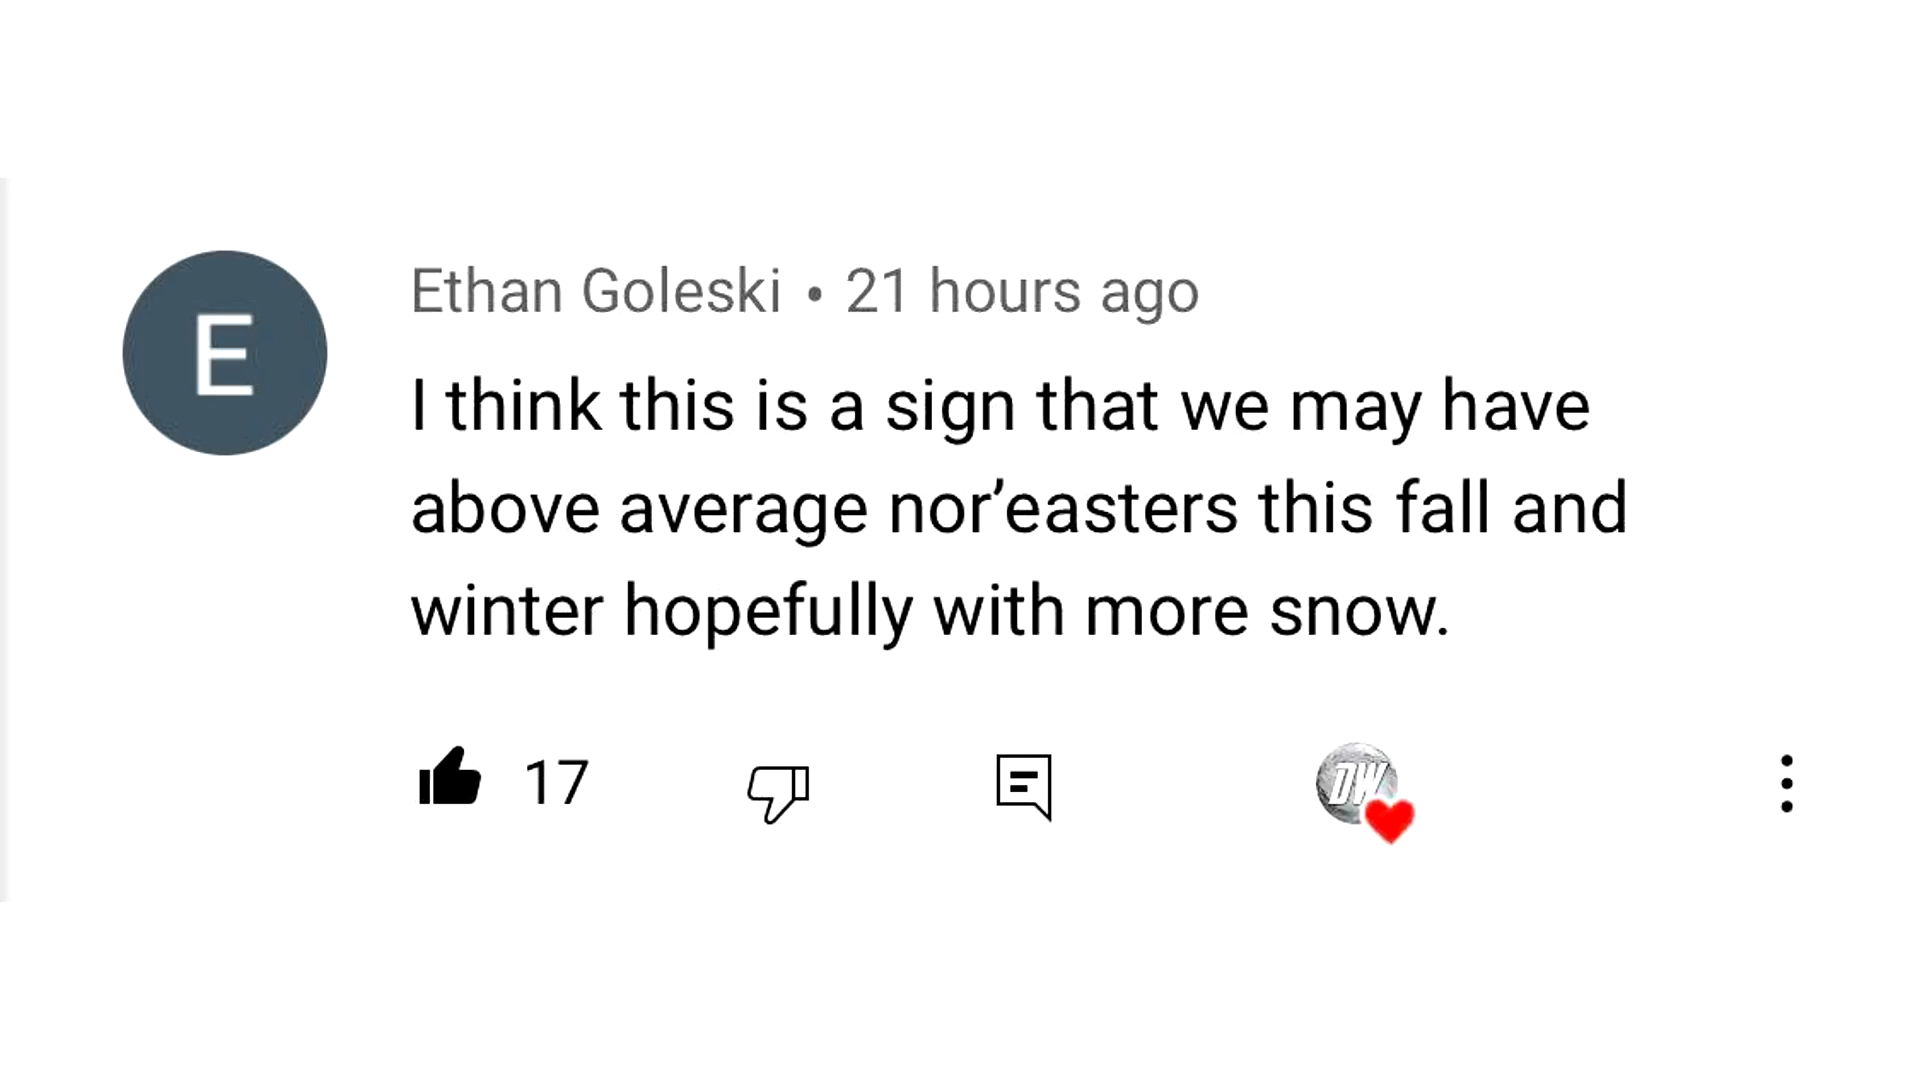 E
Ethan Goleski • 21 hours ago
I think this is a sign that we may have
above average nor’easters this fall and
winter hopefully with more snow.
17
DW